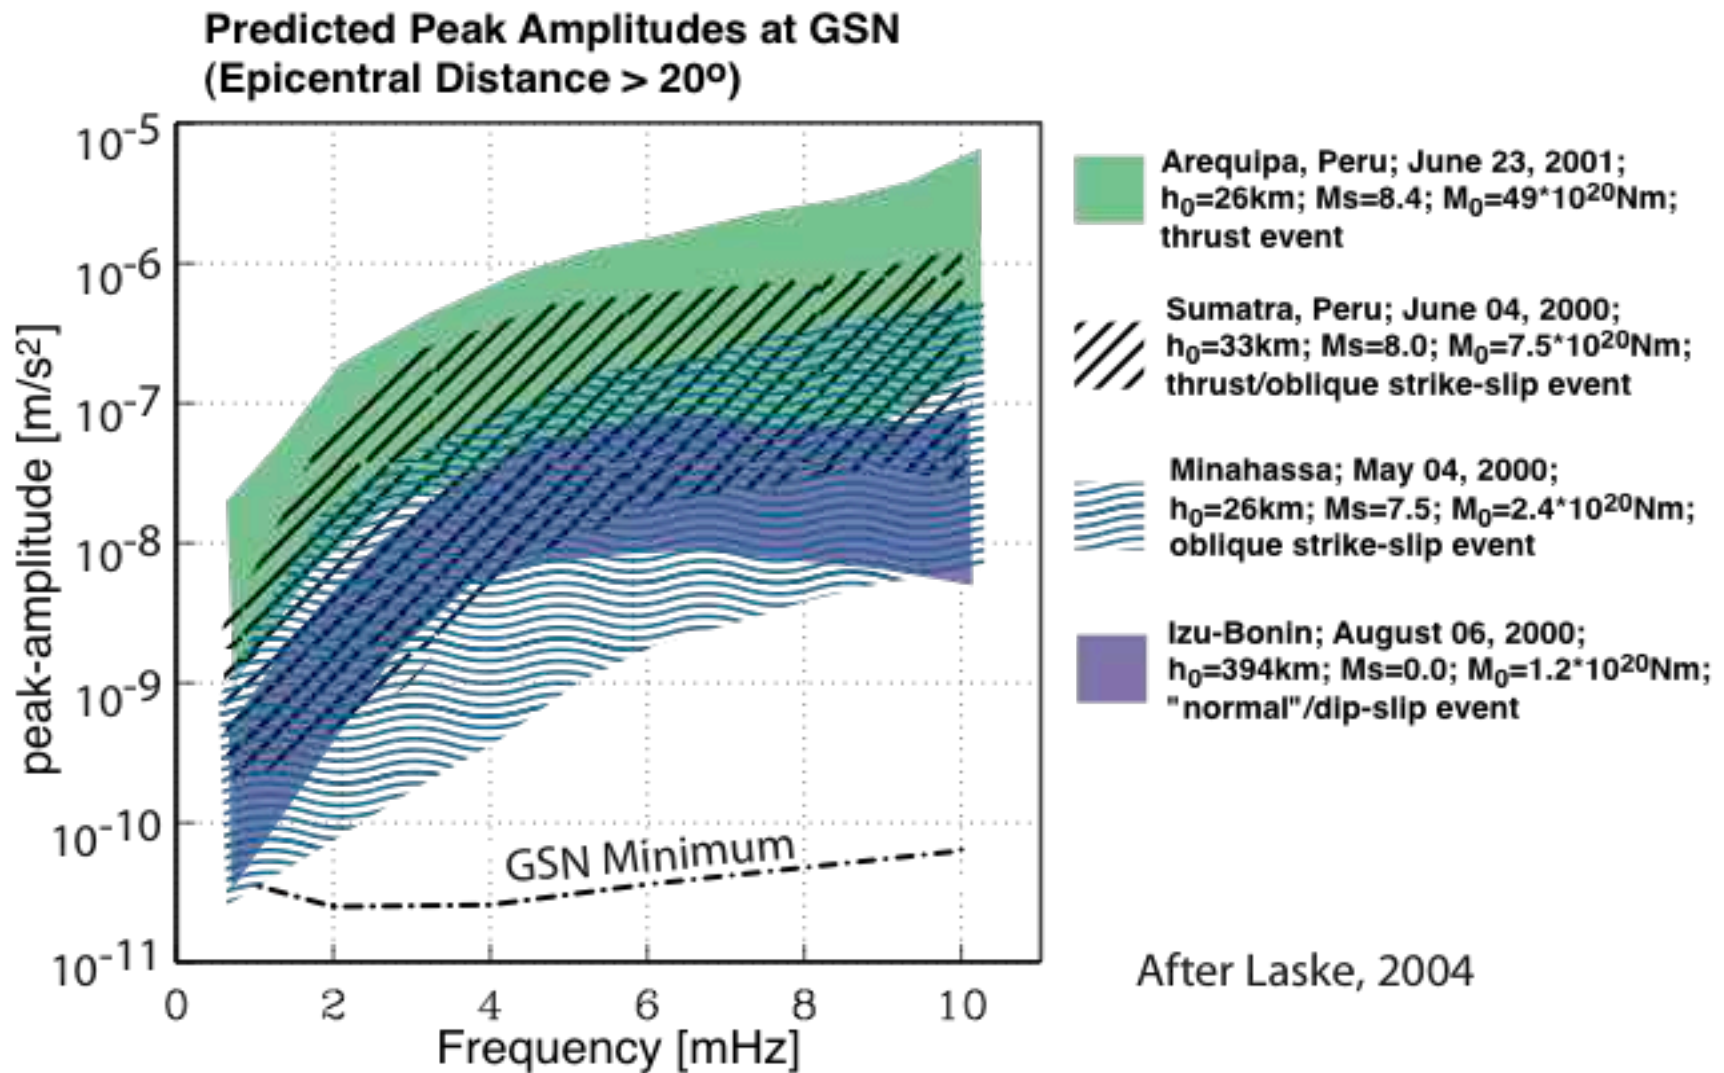 Predicted Peak Amplitudes at GSN
(Epicentral Distance > 20º)
peak-amplitude [m/s²]
10⁻⁵
10⁻⁶
10⁻⁷
10⁻⁸
10⁻⁹
10⁻¹⁰
10⁻¹¹
GSN Minimum
0 2 4 6 8 10
Frequency [mHz]
Arequipa, Peru; June 23, 2001;
h₀=26km; Ms=8.4; M₀=49*10²⁰Nm;
thrust event
Sumatra, Peru; June 04, 2000;
h₀=33km; Ms=8.0; M₀=7.5*10²⁰Nm;
thrust/oblique strike-slip event
Minahassa; May 04, 2000;
h₀=26km; Ms=7.5; M₀=2.4*10²⁰Nm;
oblique strike-slip event
Izu-Bonin; August 06, 2000;
h₀=394km; Ms=0.0; M₀=1.2*10²⁰Nm;
"normal"/dip-slip event
After Laske, 2004